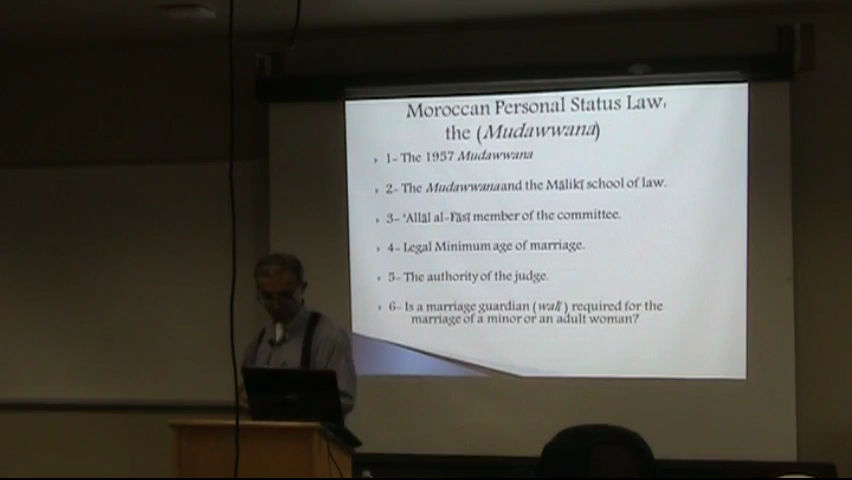 Moroccan Personal Status Law,
the (Mudawwana)
1- The 1957 Mudawwana
2- The Mudawwana and the Mālikī school of law.
3- ‘Allāl al-Fāsī member of the committee.
4- Legal Minimum age of marriage.
5- The authority of the judge.
6- Is a marriage guardian (walī) required for the
marriage of a minor or an adult woman?